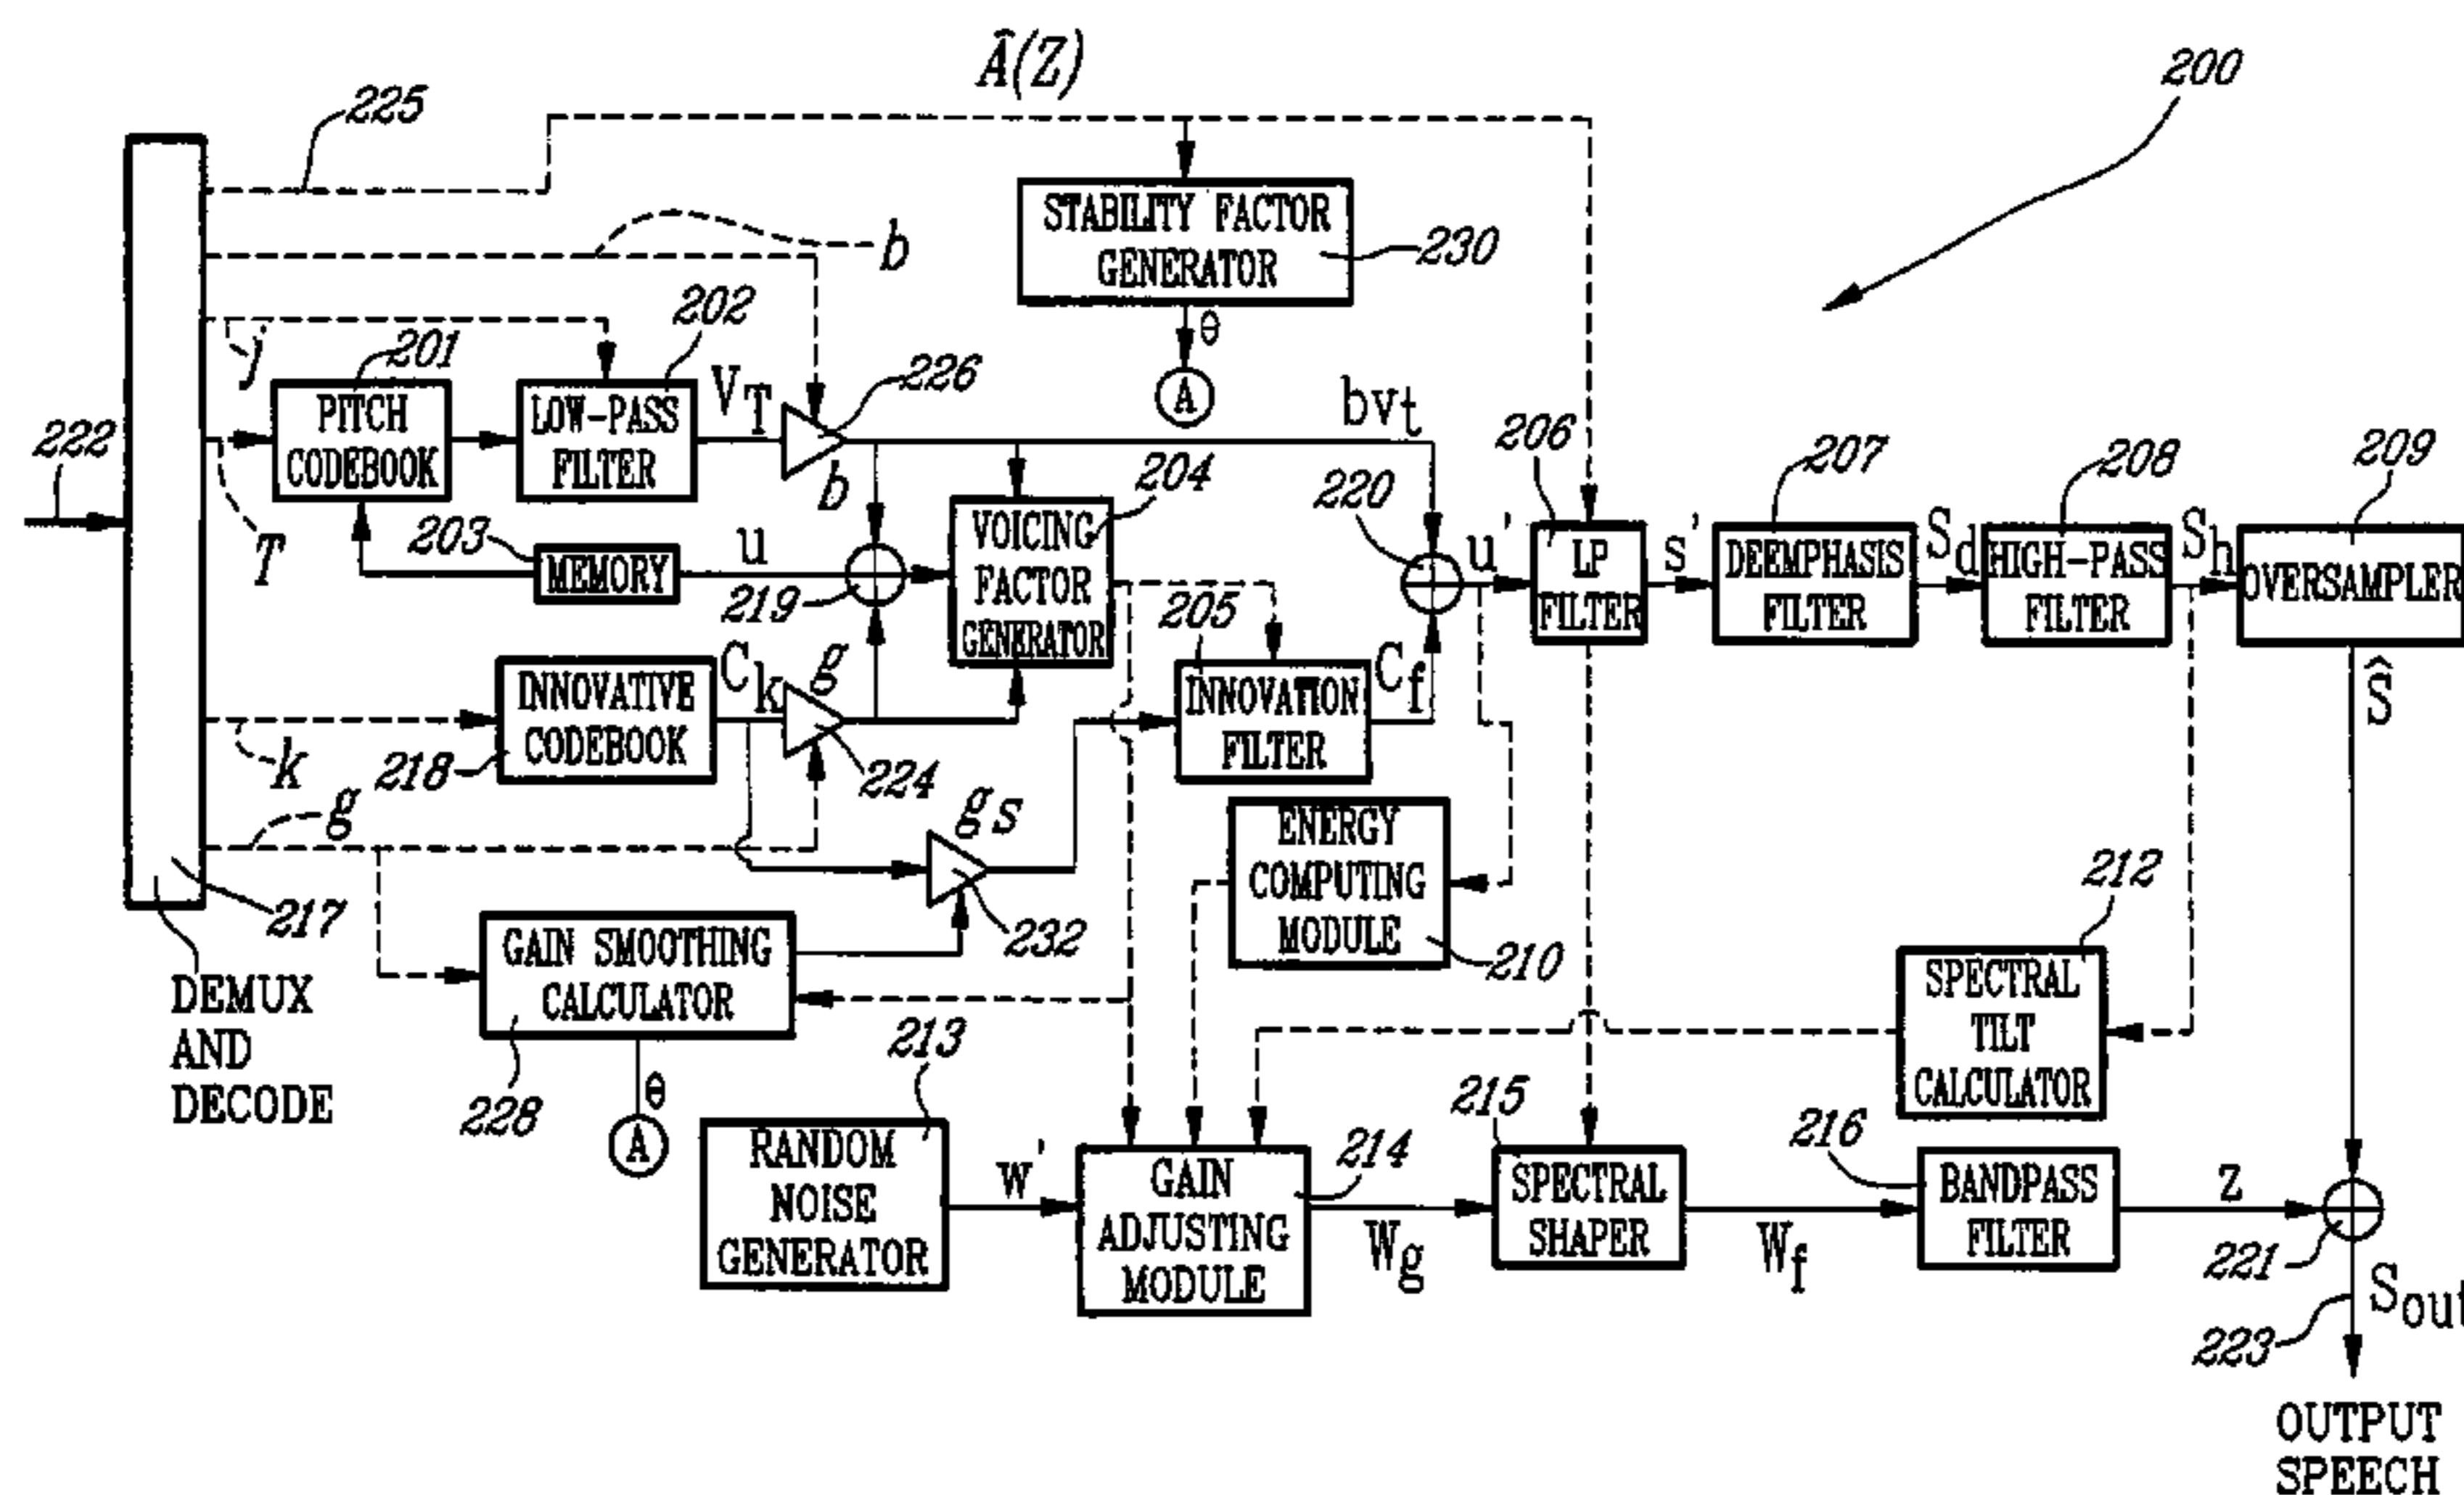 Â(Z)
200
225
STABILITY FACTOR
GENERATOR
230
b
202
θ
j
201
A
PITCH
CODEBOOK
LOW-PASS
FILTER
V_T
226
bv_t
222
T
b
204
220
206
207
208
209
203
MEMORY
u
219
VOICING
FACTOR
GENERATOR
u'
LP
FILTER
s'
DEEMPHASIS
FILTER
S_d
HIGH-PASS
FILTER
S_h
OVERSAMPLER
205
INNOVATIVE
CODEBOOK
C_k
g
INNOVATION
FILTER
C_f
Ŝ
k
218
224
g
g_s
ENERGY
COMPUTING
MODULE
210
212
217
232
GAIN SMOOTHING
CALCULATOR
SPECTRAL
TILT
CALCULATOR
DEMUX
AND
DECODE
228
θ
A
213
RANDOM
NOISE
GENERATOR
w'
GAIN
ADJUSTING
MODULE
214
W_g
215
SPECTRAL
SHAPER
W_f
216
BANDPASS
FILTER
z
221
S_out
223
OUTPUT
SPEECH